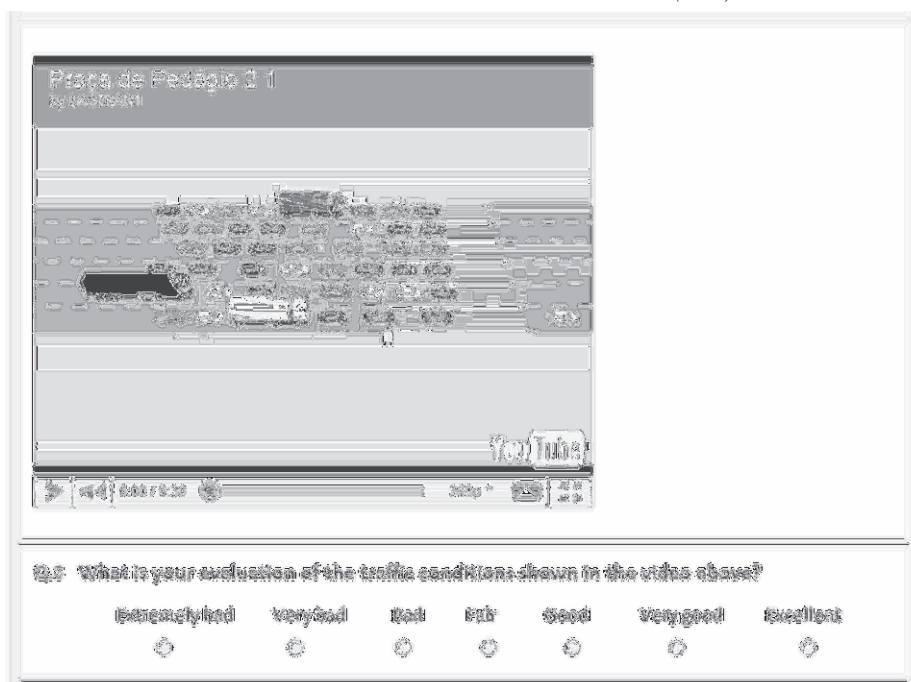 Praça de Pedágio 2 1
by
YouTube
What is your evaluation of the traffic conditions shown in the video above?
Extremely bad Very bad Bad Fair Good Very good Excellent